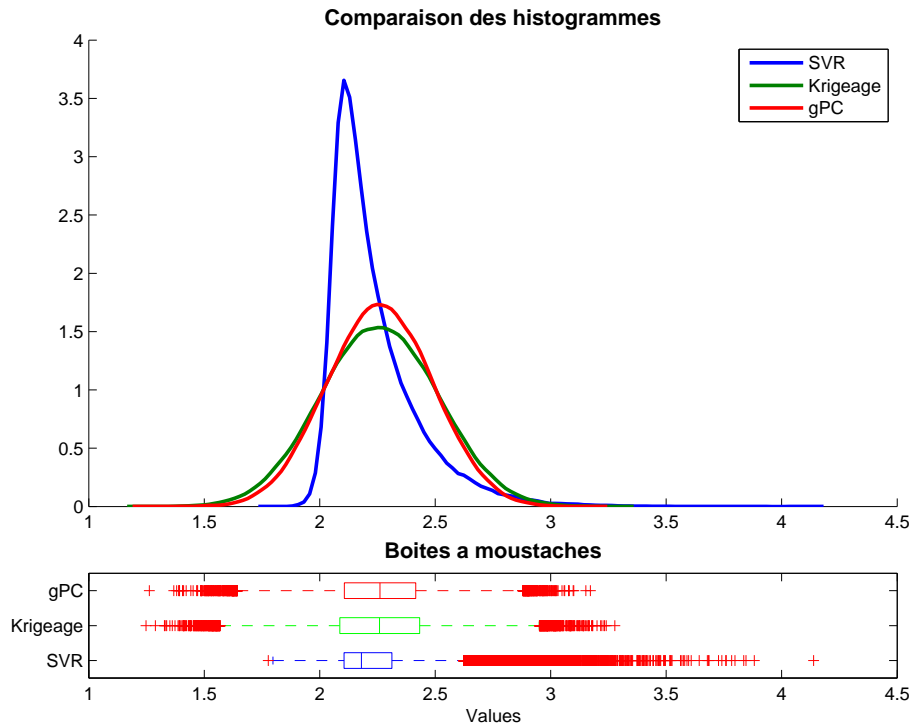 Comparaison des histogrammes
4
3.5
3
2.5
2
1.5
1
0.5
0
1
1.5
2
2.5
3
3.5
4
4.5
SVR
Krigeage
gPC
Boites a moustaches
gPC
Krigeage
SVR
1
1.5
2
2.5
3
3.5
4
4.5
Values